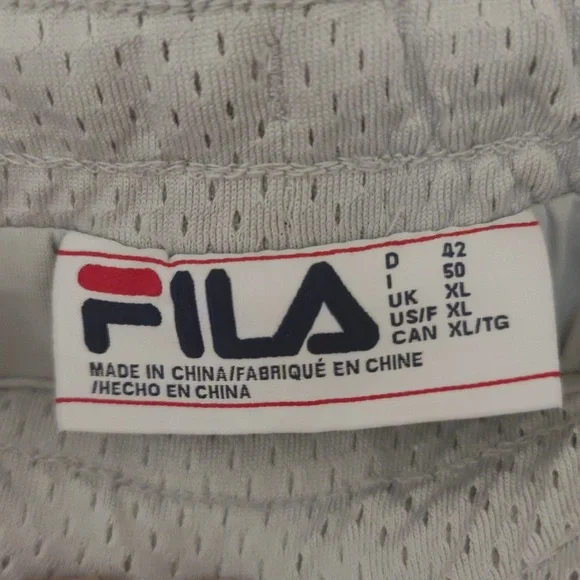 FILA
D 42
I 50
UK XL
US/F XL
CAN XL/TG
MADE IN CHINA/FABRIQUÉ EN CHINE
/HECHO EN CHINA